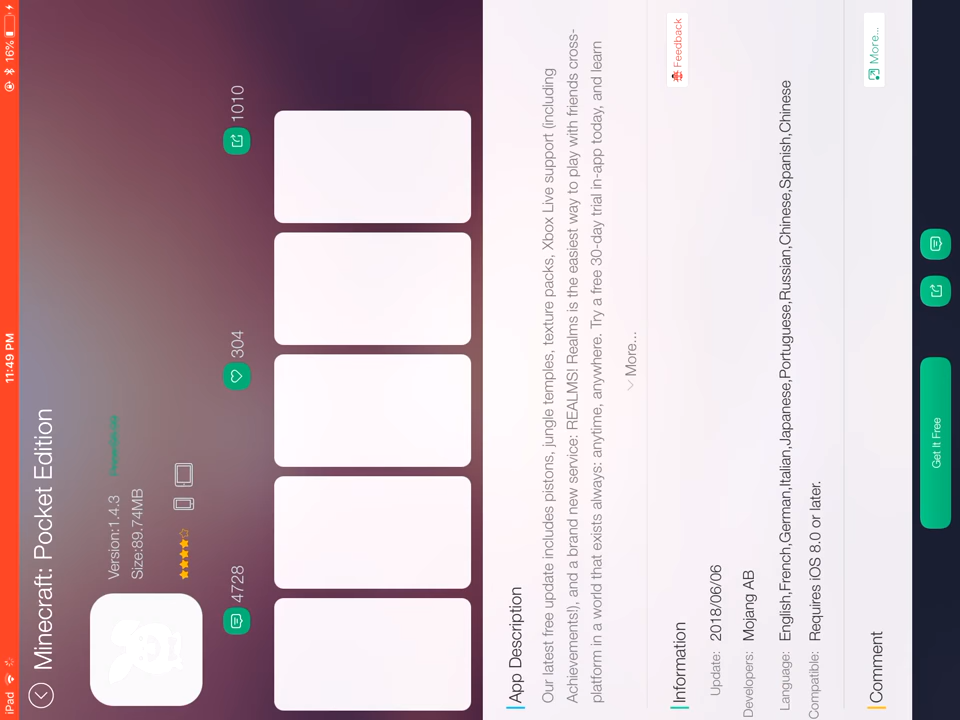 iPad 11:49 PM 16%
Minecraft: Pocket Edition
Version:1.4.3
Size:89.74MB
4728 304 1010
App Description
Our latest free update includes pistons, jungle temples, texture packs, Xbox Live support (including
Achievements!), and a brand new service: REALMS! Realms is the easiest way to play with friends cross-
platform in a world that exists always: anytime, anywhere. Try a free 30-day trial in-app today, and learn
More...
Information Feedback
Update: 2018/06/06
Developers: Mojang AB
Language: English,French,German,Italian,Japanese,Portuguese,Russian,Chinese,Spanish,Chinese
Compatible: Requires iOS 8.0 or later.
Comment More...
Get It Free